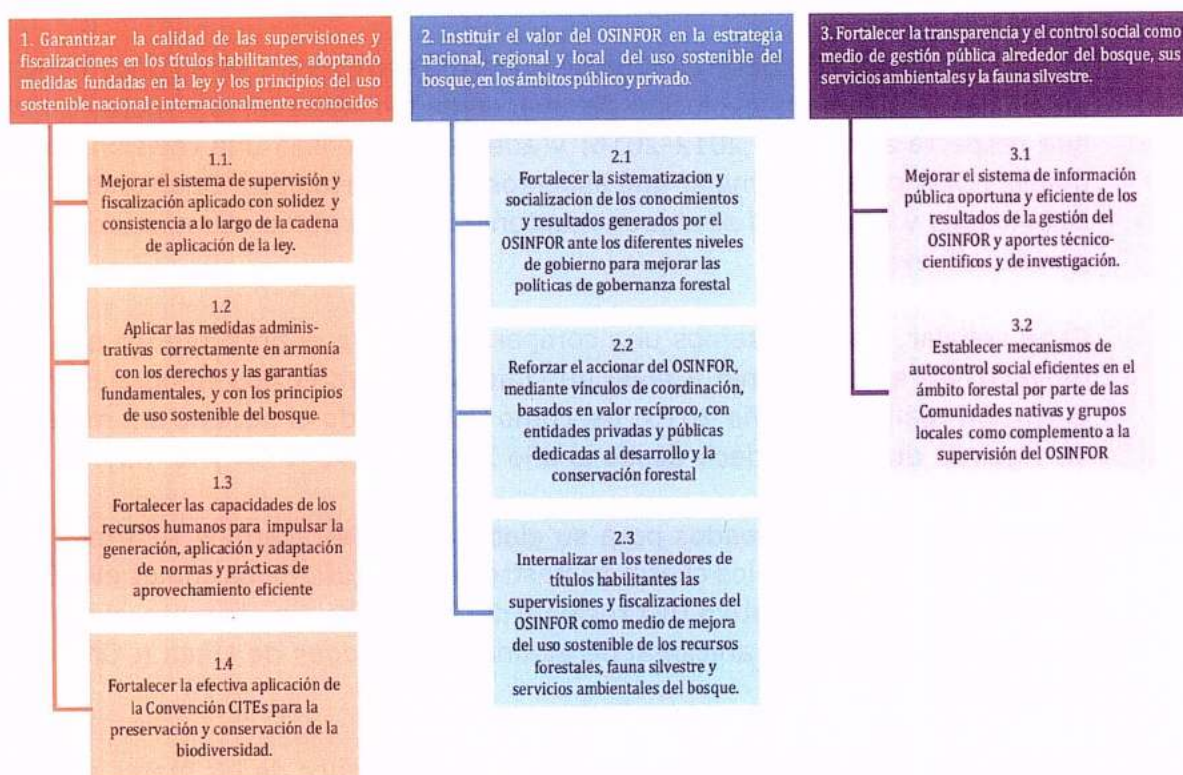 1. Garantizar la calidad de las supervisiones y
fiscalizaciones en los títulos habilitantes, adoptando
medidas fundadas en la ley y los principios del uso
sostenible nacional e internacionalmente reconocidos
1.1.
Mejorar el sistema de supervisión y
fiscalización aplicado con solidez y
consistencia a lo largo de la cadena
de aplicación de la ley.
1.2
Aplicar las medidas adminis-
trativas correctamente en armonía
con los derechos y las garantías
fundamentales, y con los principios
de uso sostenible del bosque.
1.3
Fortalecer las capacidades de los
recursos humanos para impulsar la
generación, aplicación y adaptación
de normas y prácticas de
aprovechamiento eficiente
1.4
Fortalecer la efectiva aplicación de
la Convención CITEs para la
preservación y conservación de la
biodiversidad.
2. Instituir el valor del OSINFOR en la estrategia
nacional, regional y local del uso sostenible del
bosque, en los ámbitos público y privado.
2.1
Fortalecer la sistematizacion y
socializacion de los conocimientos
y resultados generados por el
OSINFOR ante los diferentes niveles
de gobierno para mejorar las
políticas de gobernanza forestal
2.2
Reforzar el accionar del OSINFOR,
mediante vínculos de coordinación,
basados en valor recíproco, con
entidades privadas y públicas
dedicadas al desarrollo y la
conservación forestal
2.3
Internalizar en los tenedores de
títulos habilitantes las
supervisiones y fiscalizaciones del
OSINFOR como medio de mejora
del uso sostenible de los recursos
forestales, fauna silvestre y
servicios ambientales del bosque.
3. Fortalecer la transparencia y el control social como
medio de gestión pública alrededor del bosque, sus
servicios ambientales y la fauna silvestre.
3.1
Mejorar el sistema de información
pública oportuna y eficiente de los
resultados de la gestión del
OSINFOR y aportes técnico-
cientificos y de investigación.
3.2
Establecer mecanismos de
autocontrol social eficientes en el
ámbito forestal por parte de las
Comunidades nativas y grupos
locales como complemento a la
supervisión del OSINFOR